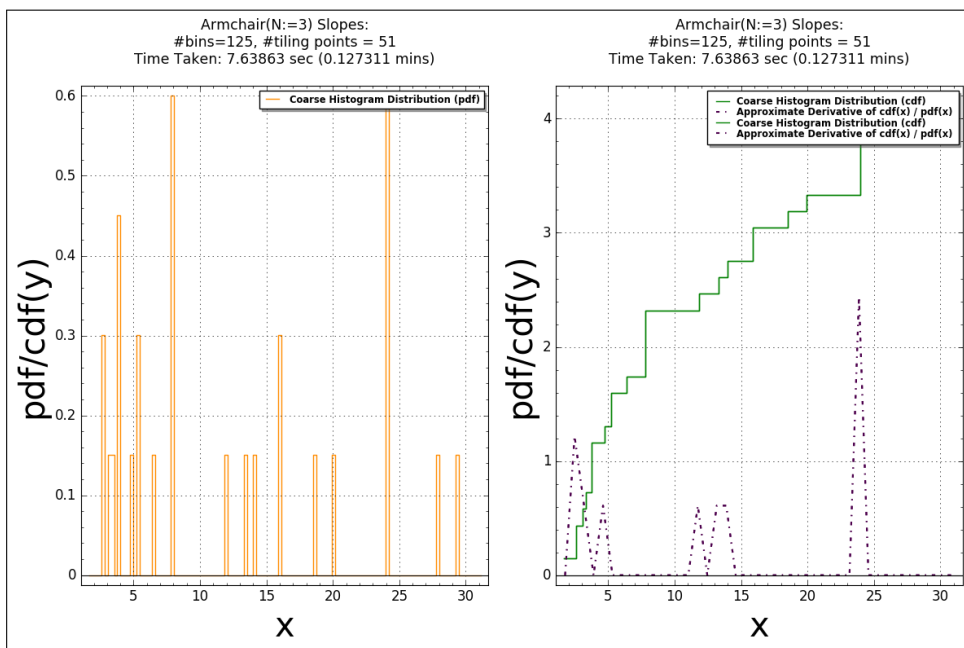 Armchair(N:=3) Slopes:
#bins=125, #tiling points = 51
Time Taken: 7.63863 sec (0.127311 mins)
Coarse Histogram Distribution (pdf)
0.6
0.5
0.4
0.3
0.2
0.1
0
pdf/cdf(y)
5 10 15 20 25 30
x
Armchair(N:=3) Slopes:
#bins=125, #tiling points = 51
Time Taken: 7.63863 sec (0.127311 mins)
Coarse Histogram Distribution (cdf)
Approximate Derivative of cdf(x) / pdf(x)
Coarse Histogram Distribution (cdf)
Approximate Derivative of cdf(x) / pdf(x)
4
3
2
1
0
pdf/cdf(y)
5 10 15 20 25 30
x